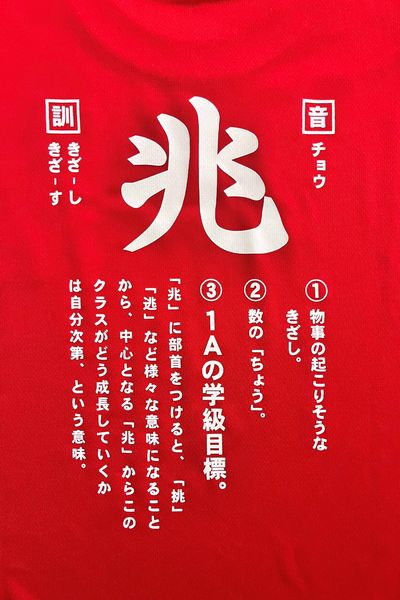 音
チョウ
兆
訓
きざーし
きざーす
①物事の起こりそうな
きざし。
②数の「ちょう」。
③1Aの学級目標。
「兆」に部首をつけると、「挑」
「逃」など様々な意味になること
から、中心となる「兆」からこの
クラスがどう成長していくか
は自分次第、という意味。